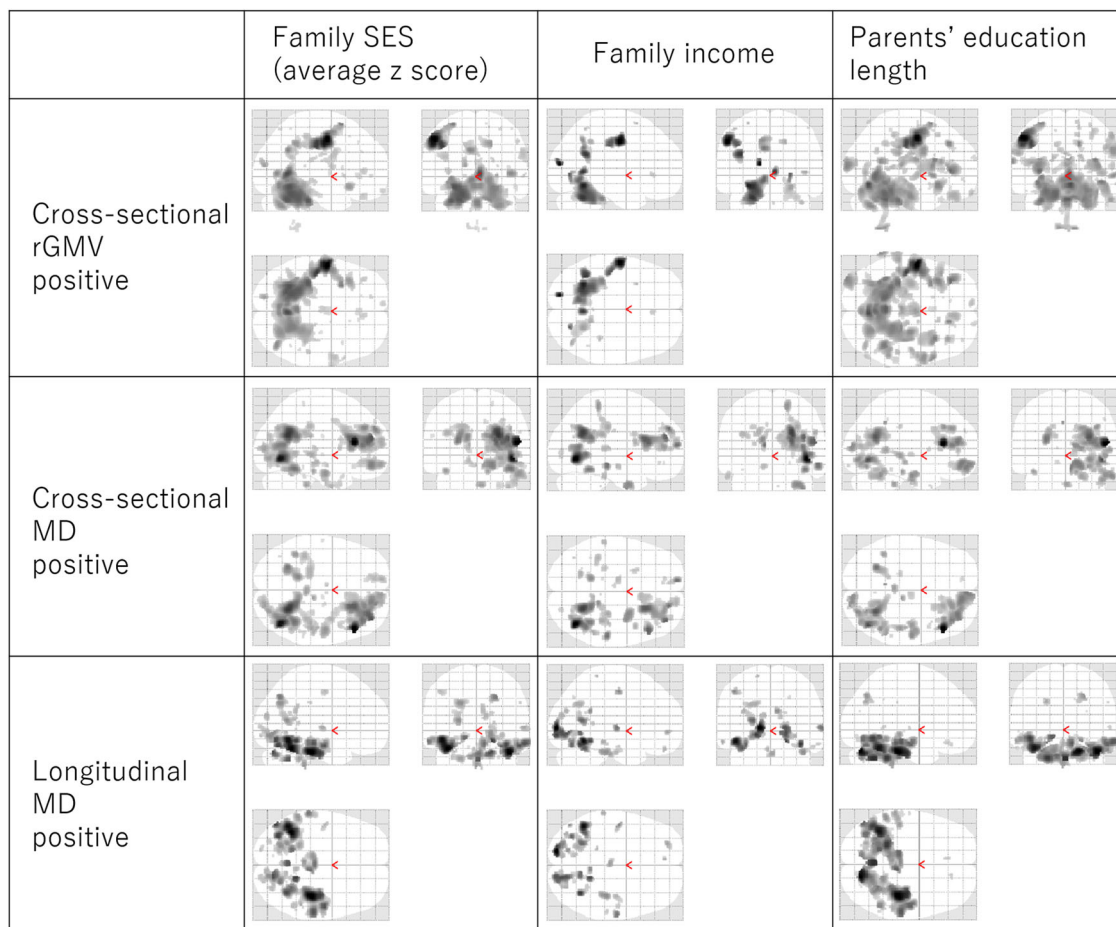 Family SES
(average z score)
Family income
Parents’ education
length
Cross-sectional
rGMV
positive
Cross-sectional
MD
positive
Longitudinal
MD
positive